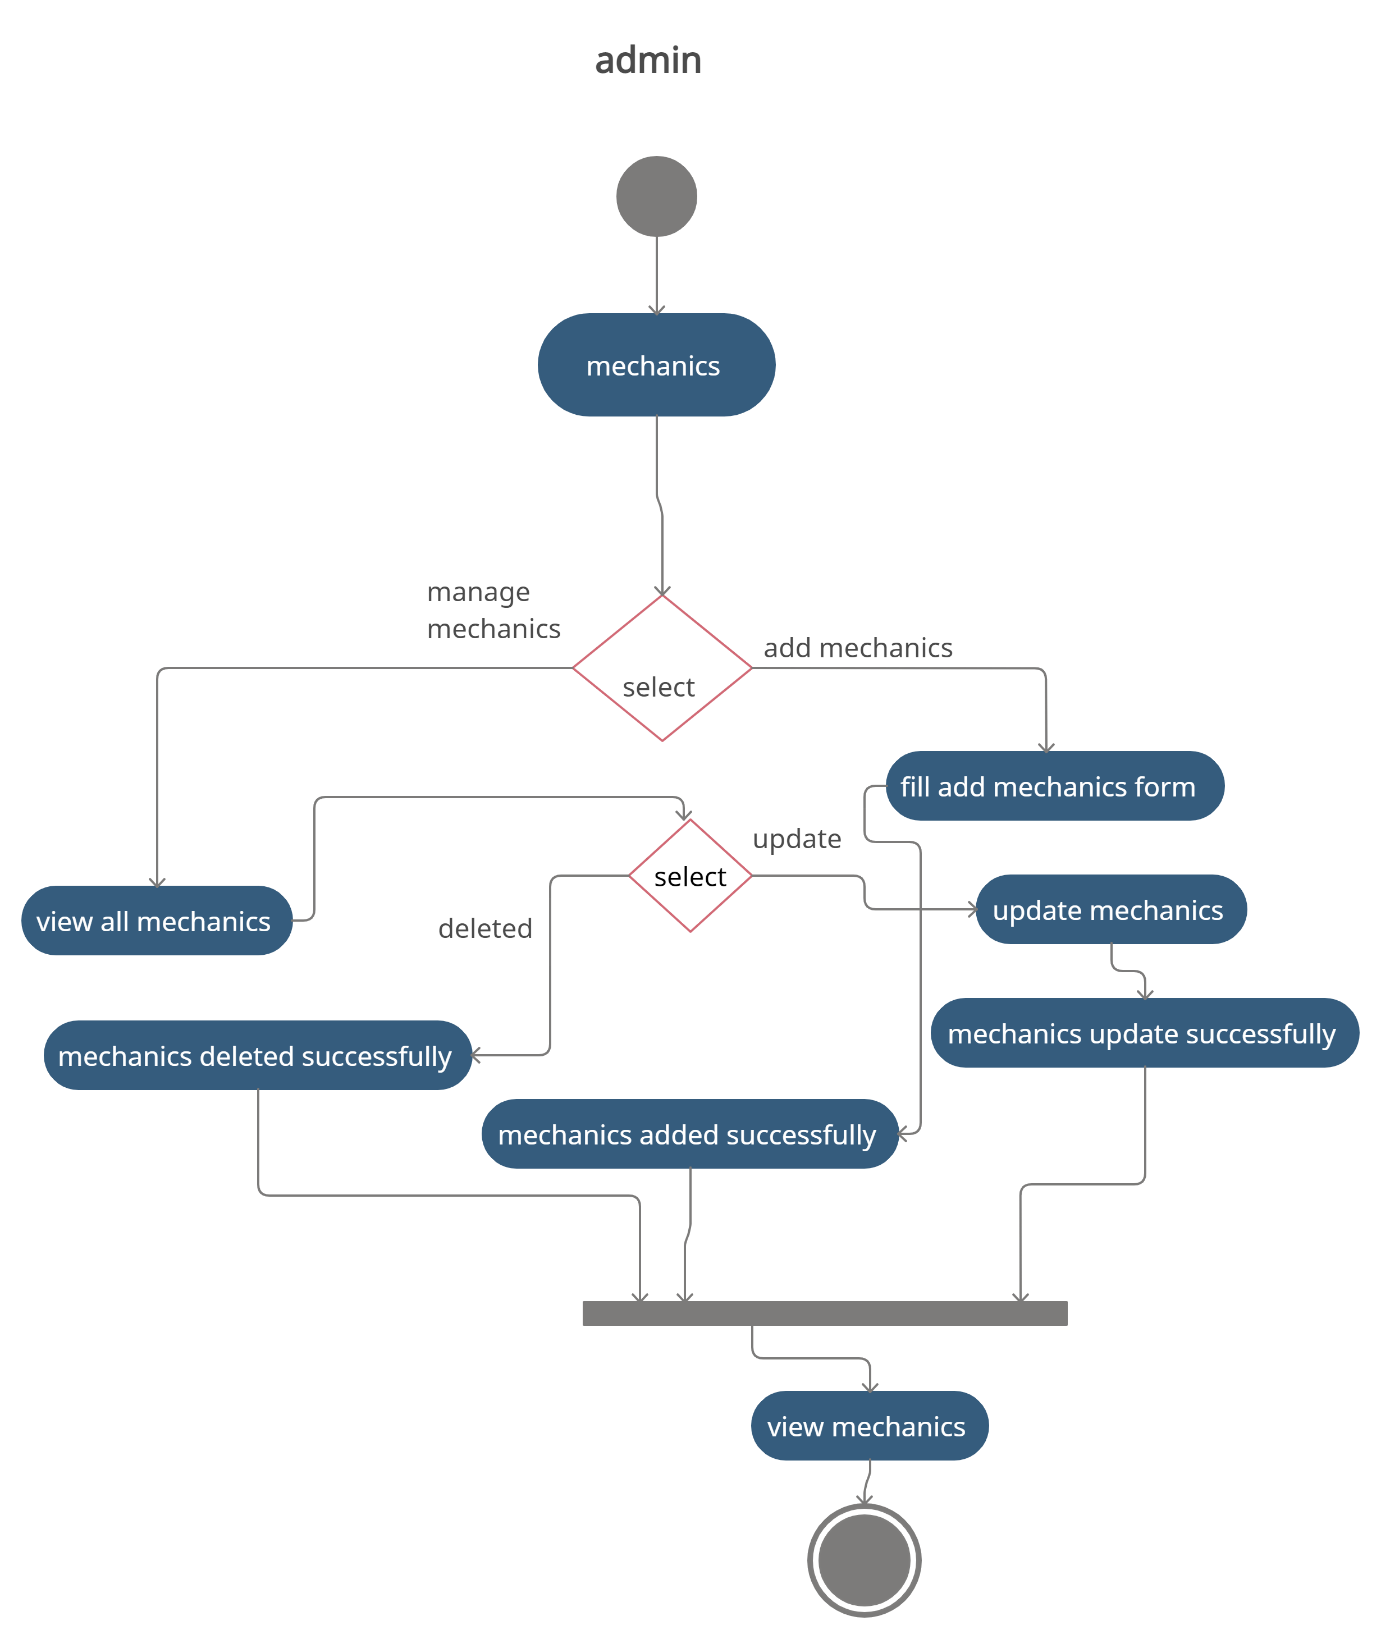 admin
mechanics
manage
mechanics
add mechanics
select
fill add mechanics form
update
select
view all mechanics
deleted
update mechanics
mechanics update successfully
mechanics deleted successfully
mechanics added successfully
view mechanics